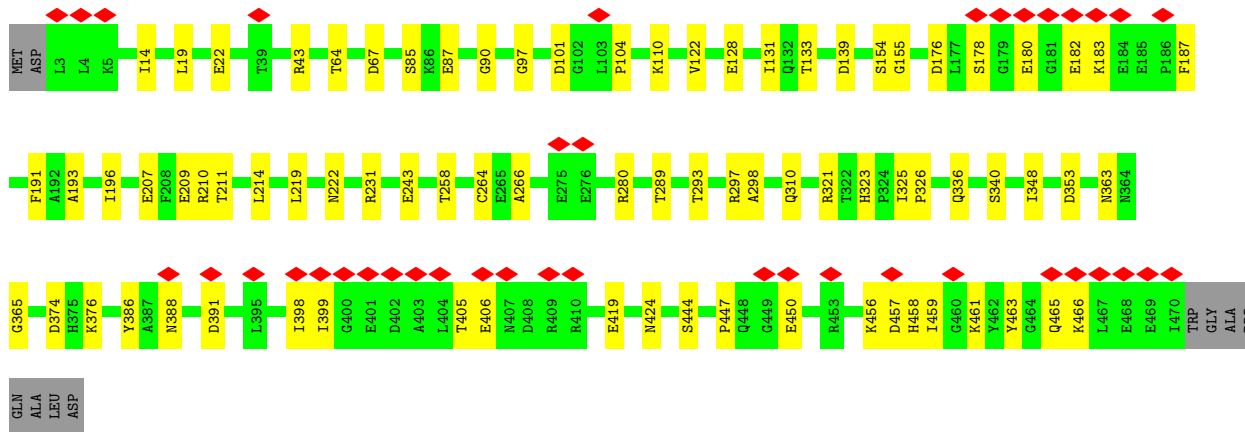 MET ASP L3 L4 K5 I14 L19 E22 T39 R43 T64 D67 S85 K86 E87 G90 G97 D101 G102 L103 P104 K110 V122 E128 I131 Q132 T133 D139 S154 G155 D176 L177 S178 G179 E180 G181 E182 K183 E184 E185 P186 F187
F191 A192 A193 I196 E207 F208 E209 R210 T211 L214 L219 N222 R231 E243 T258 C264 E265 A266 E275 E276 R280 T289 T293 R297 A298 Q310 R321 T322 H323 P324 I325 P326 Q336 S340 I348 D353 N363 N364
G365 D374 H375 K376 Y386 A387 N388 D391 L395 I398 I399 G400 E401 D402 A403 L404 T405 E406 N407 D408 R409 R410 E419 N424 S444 P447 Q448 G449 E450 R453 K456 D457 H458 I459 G460 K461 Y462 Y463 G464 Q465 K466 L467 E468 E469 I470 TRP GLY ALA
GLN ALA LEU ASP